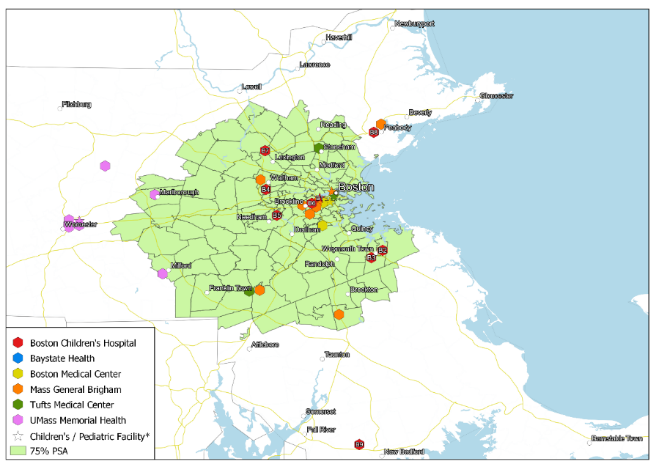 Newburyport
Haverhill
Lawrence
Lowell
Gloucester
Fitchburg
Beverly
Peabody
Reading
Stoneham
Lexington
Medford
Waltham
Marlborough
Boston
Brookline
Needham
Worcester
Dedham
Quincy
Weymouth Town
Randolph
Milford
Franklin Town
Brockton
Attleboro
Taunton
Somerset
Fall River
New Bedford
Barnstable Town
Boston Children's Hospital
Baystate Health
Boston Medical Center
Mass General Brigham
Tufts Medical Center
UMass Memorial Health
Children's / Pediatric Facility*
75% PSA